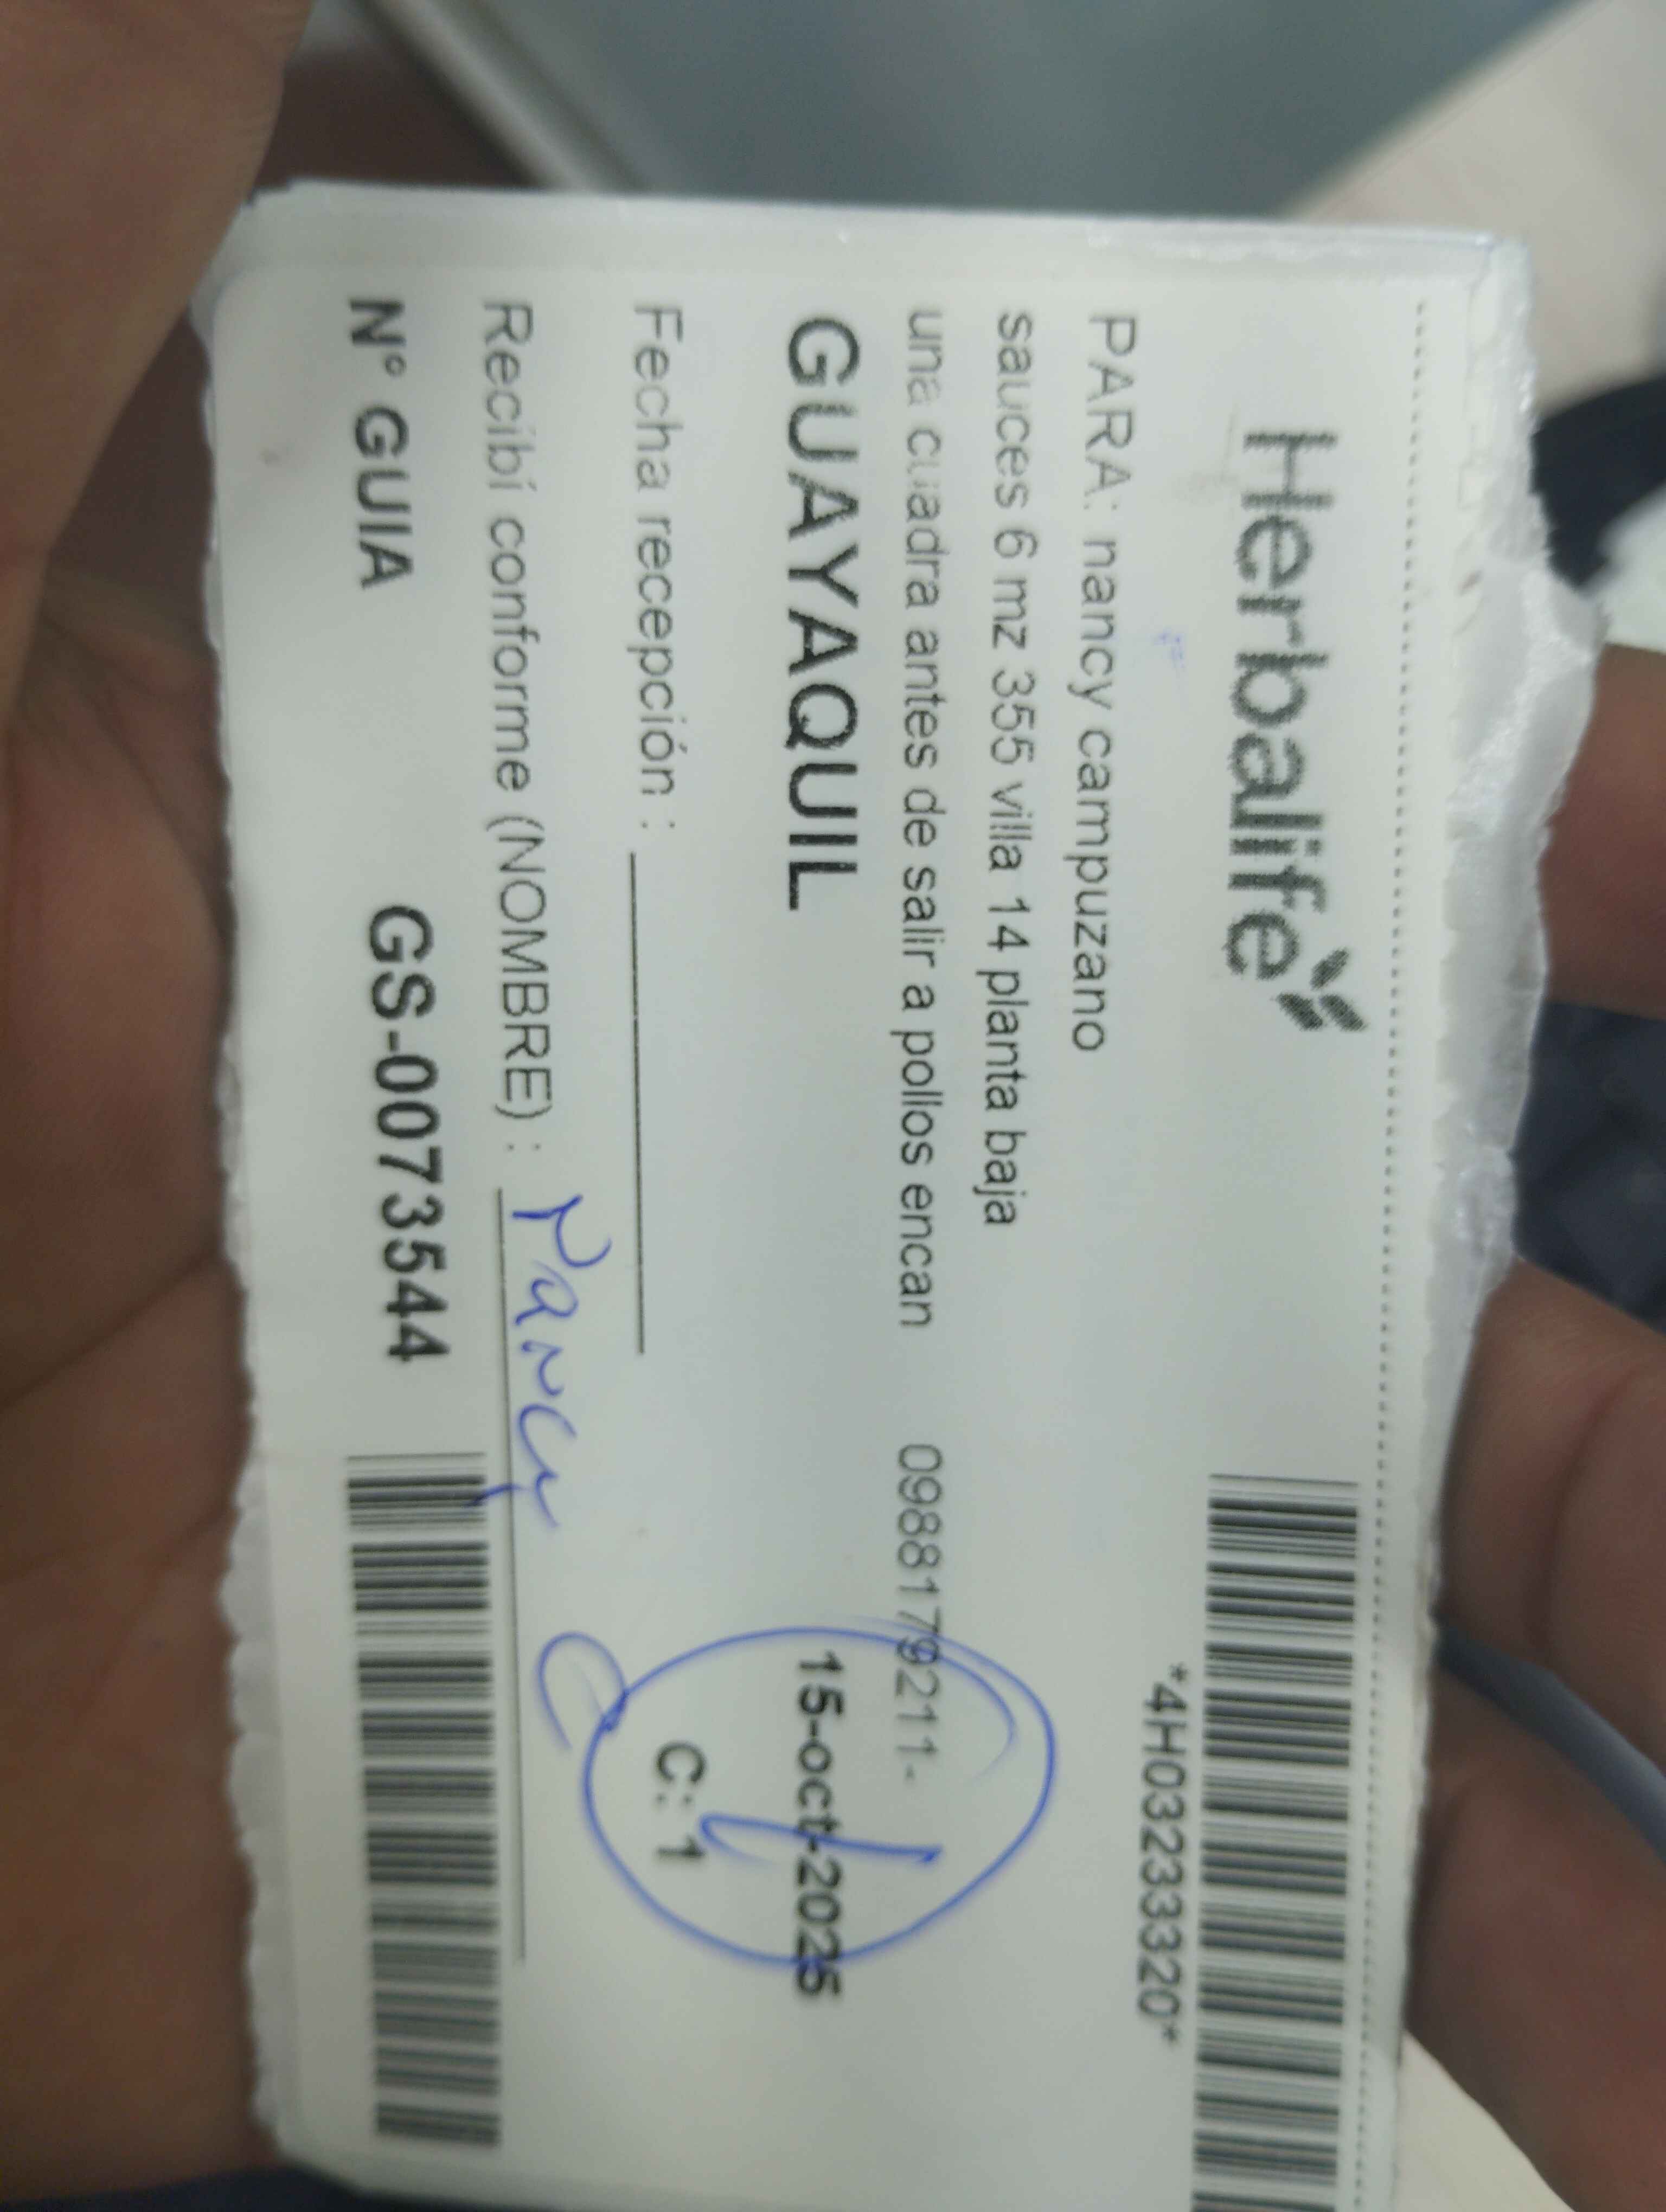 Herbalife
*4H03233320*
PARA: nancy campuzano
sauces 6 mz 355 villa 14 planta baja
una cuadra antes de salir a pollos encan 0988179211-
GUAYAQUIL 15-oct-2025
C: 1
Fecha recepción :
Recibí conforme (NOMBRE) : Nancy C
N° GUIA GS-00735544